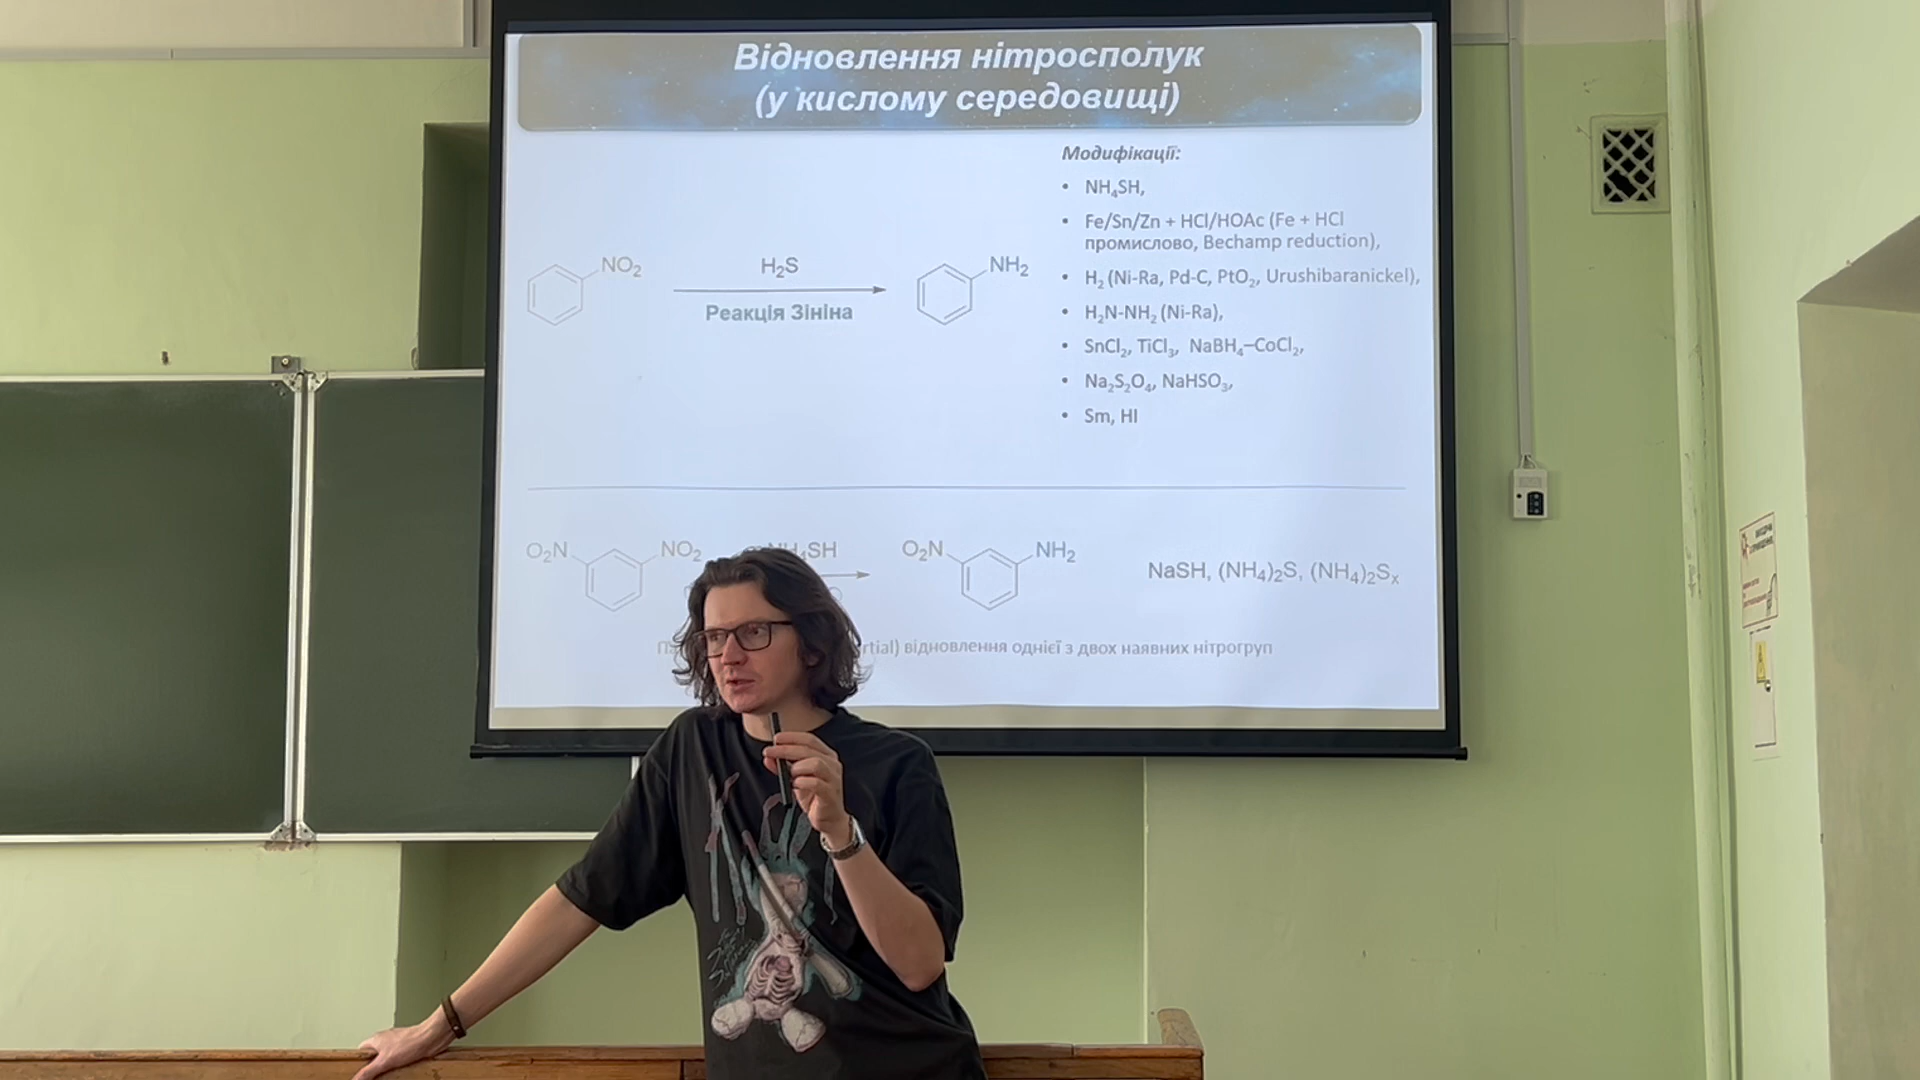 Відновлення нітросполук
(у кислому середовищі)
Модифікації:
• NH₄SH,
• Fe/Sn/Zn + HCl/HOAc (Fe + HCl
промислово, Bechamp reduction),
• H₂ (Ni-Ra, Pd-C, PtO₂, Urushibaranickel),
• H₂N-NH₂ (Ni-Ra),
• SnCl₂, TiCl₃, NaBH₄–CoCl₂,
• Na₂S₂O₄, NaHSO₃,
• Sm, HI
NO₂
H₂S
Реакція Зініна
NH₂
O₂N
NO₂
NH₄SH
O₂N
NH₂
NaSH, (NH₄)₂S, (NH₄)₂Sₓ
відновлення однієї з двох наявних нітрогруп